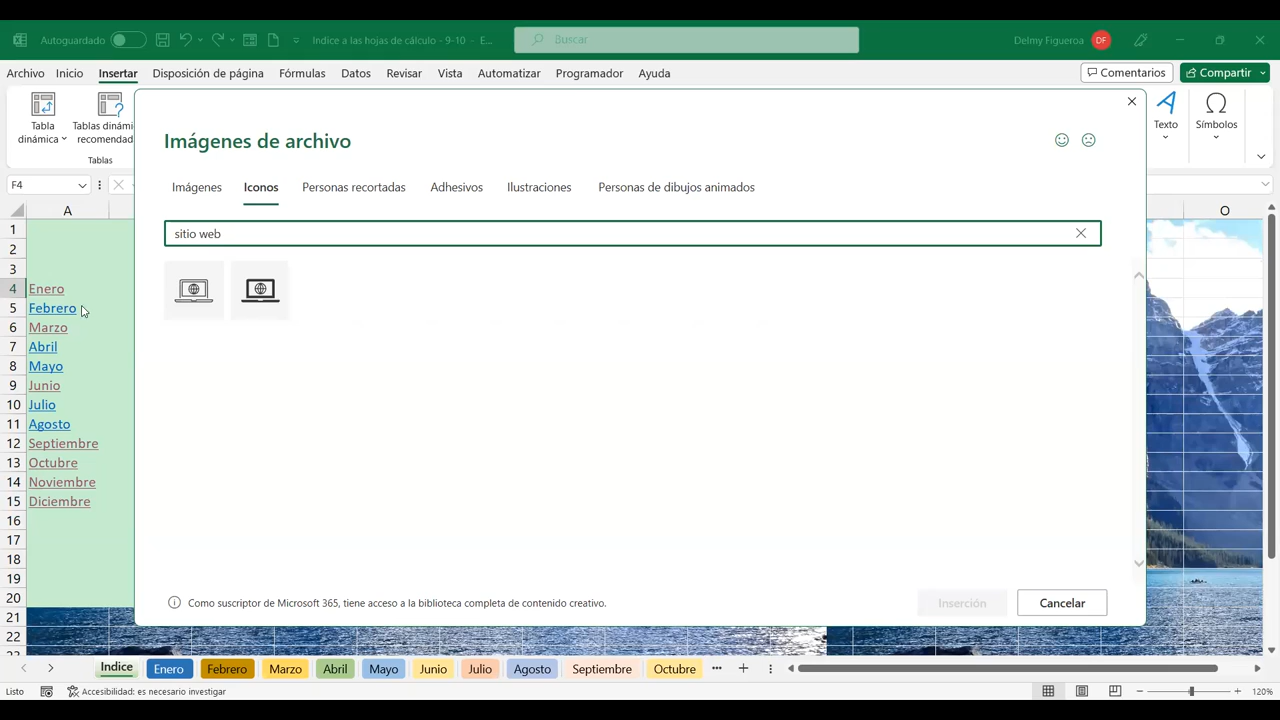 Autoguardado
Indice a las hojas de cálculo - 9-10 - E...
Buscar
Delmy Figueroa DF
Archivo Inicio Insertar Disposición de página Fórmulas Datos Revisar Vista Automatizar Programador Ayuda
Comentarios Compartir
Tabla dinámica
Tablas dinámi recomendad
Tablas
Texto
Símbolos
F4
A O
Imágenes de archivo
Imágenes Iconos Personas recortadas Adhesivos Ilustraciones Personas de dibujos animados
sitio web
1
2
3
4 Enero
5 Febrero
6 Marzo
7 Abril
8 Mayo
9 Junio
10 Julio
11 Agosto
12 Septiembre
13 Octubre
14 Noviembre
15 Diciembre
16
17
18
19
20
21
22
Como suscriptor de Microsoft 365, tiene acceso a la biblioteca completa de contenido creativo.
Inserción Cancelar
Indice Enero Febrero Marzo Abril Mayo Junio Julio Agosto Septiembre Octubre
Listo Accesibilidad: es necesario investigar 120%